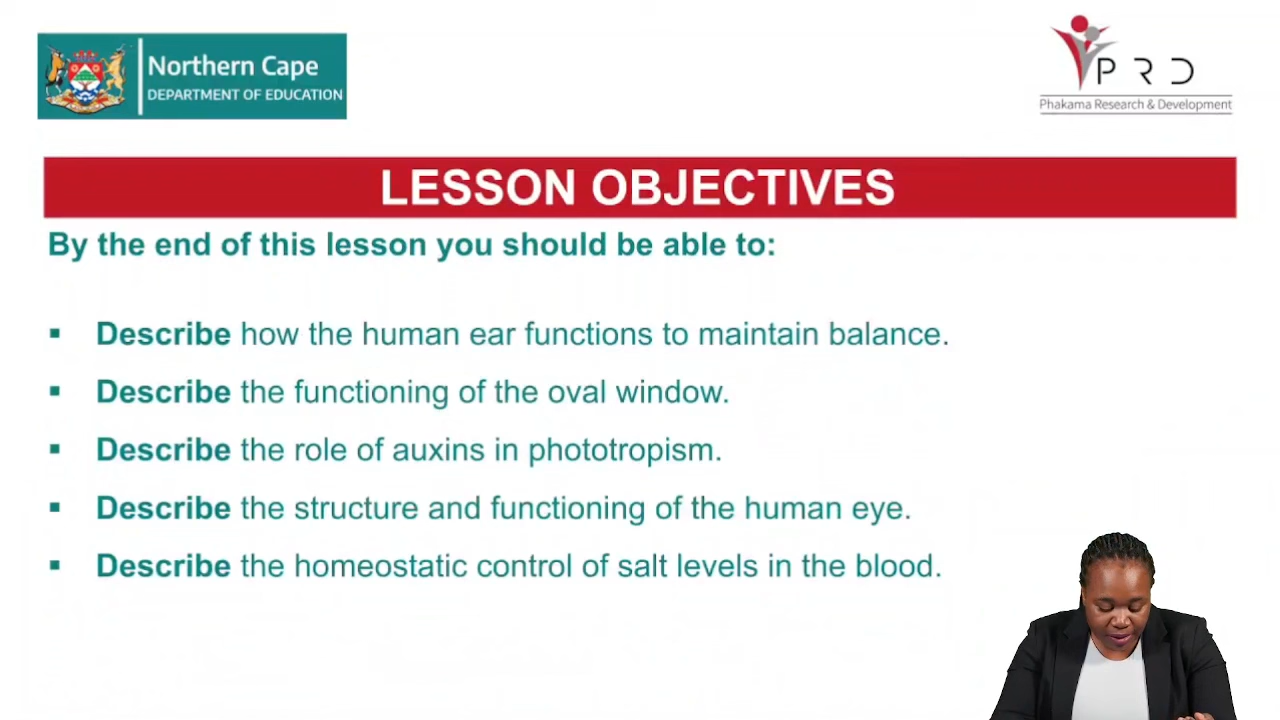 Northern Cape
DEPARTMENT OF EDUCATION
PRD
Phakama Research & Development
LESSON OBJECTIVES
By the end of this lesson you should be able to:
▪ Describe how the human ear functions to maintain balance.
▪ Describe the functioning of the oval window.
▪ Describe the role of auxins in phototropism.
▪ Describe the structure and functioning of the human eye.
▪ Describe the homeostatic control of salt levels in the blood.